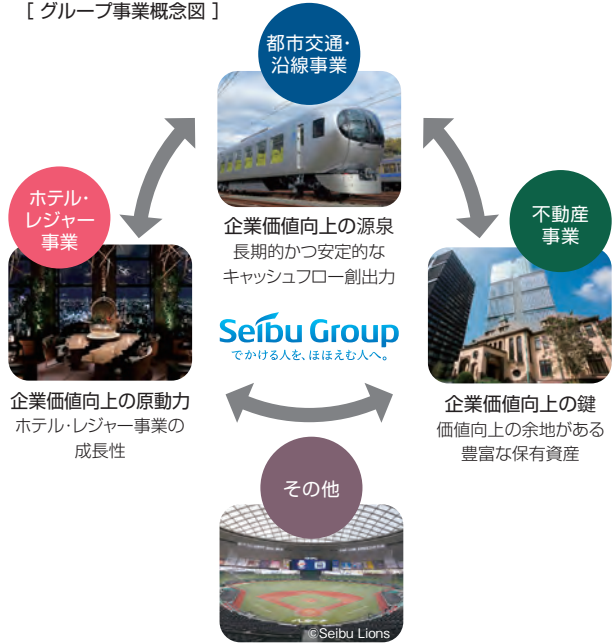 [ グループ事業概念図 ]
都市交通・
沿線事業
企業価値向上の源泉
長期的かつ安定的な
キャッシュフロー創出力
ホテル・
レジャー
事業
企業価値向上の原動力
ホテル・レジャー事業の
成長性
不動産
事業
企業価値向上の鍵
価値向上の余地がある
豊富な保有資産
Seibu Group
でかける人を、ほほえむ人へ。
その他
©Seibu Lions